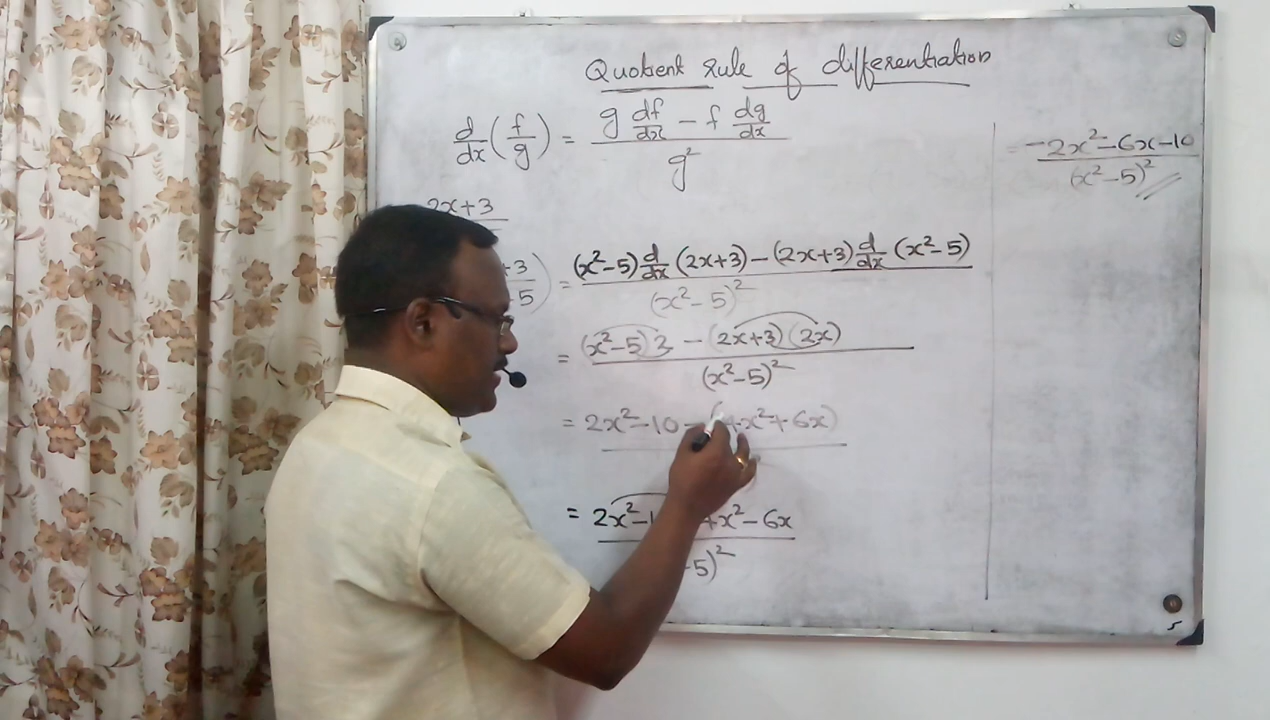 Quotient rule of differentiation
d/dx (f/g) = (g df/dx - f dg/dx) / g²
2x+3
+3 / 5) = ((x²-5) d/dx (2x+3) - (2x+3) d/dx (x²-5)) / (x²-5)²
= ((x²-5)2 - (2x+3)(2x)) / (x²-5)²
= 2x²-10 - (4x²+6x)
= 2x²-1 x²-6x / -5)²
= (-2x²-6x-10) / (x²-5)²